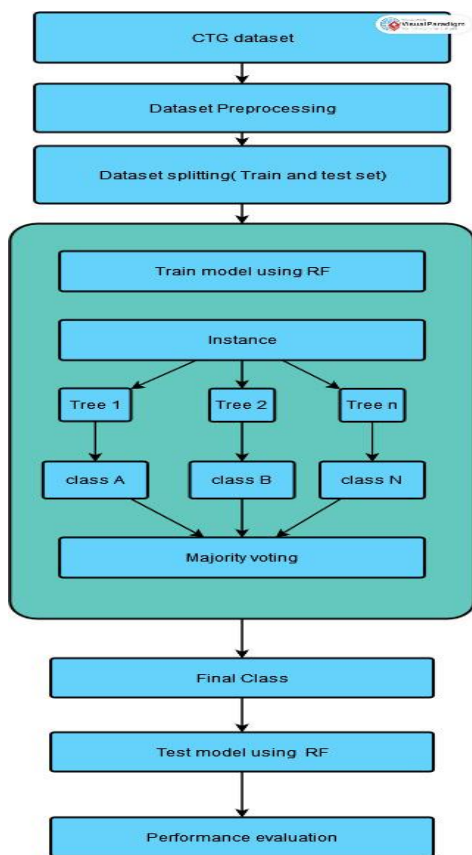 VisualParadigm
CTG dataset
Dataset Preprocessing
Dataset splitting( Train and test set)
Train model using RF
Instance
Tree 1
Tree 2
Tree n
class A
class B
class N
Majority voting
Final Class
Test model using RF
Performance evaluation